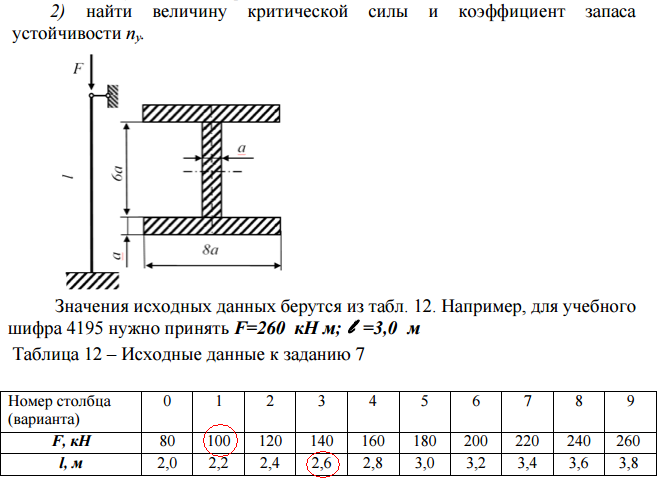 2) найти величину критической силы и коэффициент запаса
устойчивости nу.
F
l
6a
a
a
8a
Значения исходных данных берутся из табл. 12. Например, для учебного
шифра 4195 нужно принять F=260 кН м; ℓ =3,0 м
Таблица 12 – Исходные данные к заданию 7
Номер столбца (варианта) 0 1 2 3 4 5 6 7 8 9
F, кН 80 100 120 140 160 180 200 220 240 260
l, м 2,0 2,2 2,4 2,6 2,8 3,0 3,2 3,4 3,6 3,8